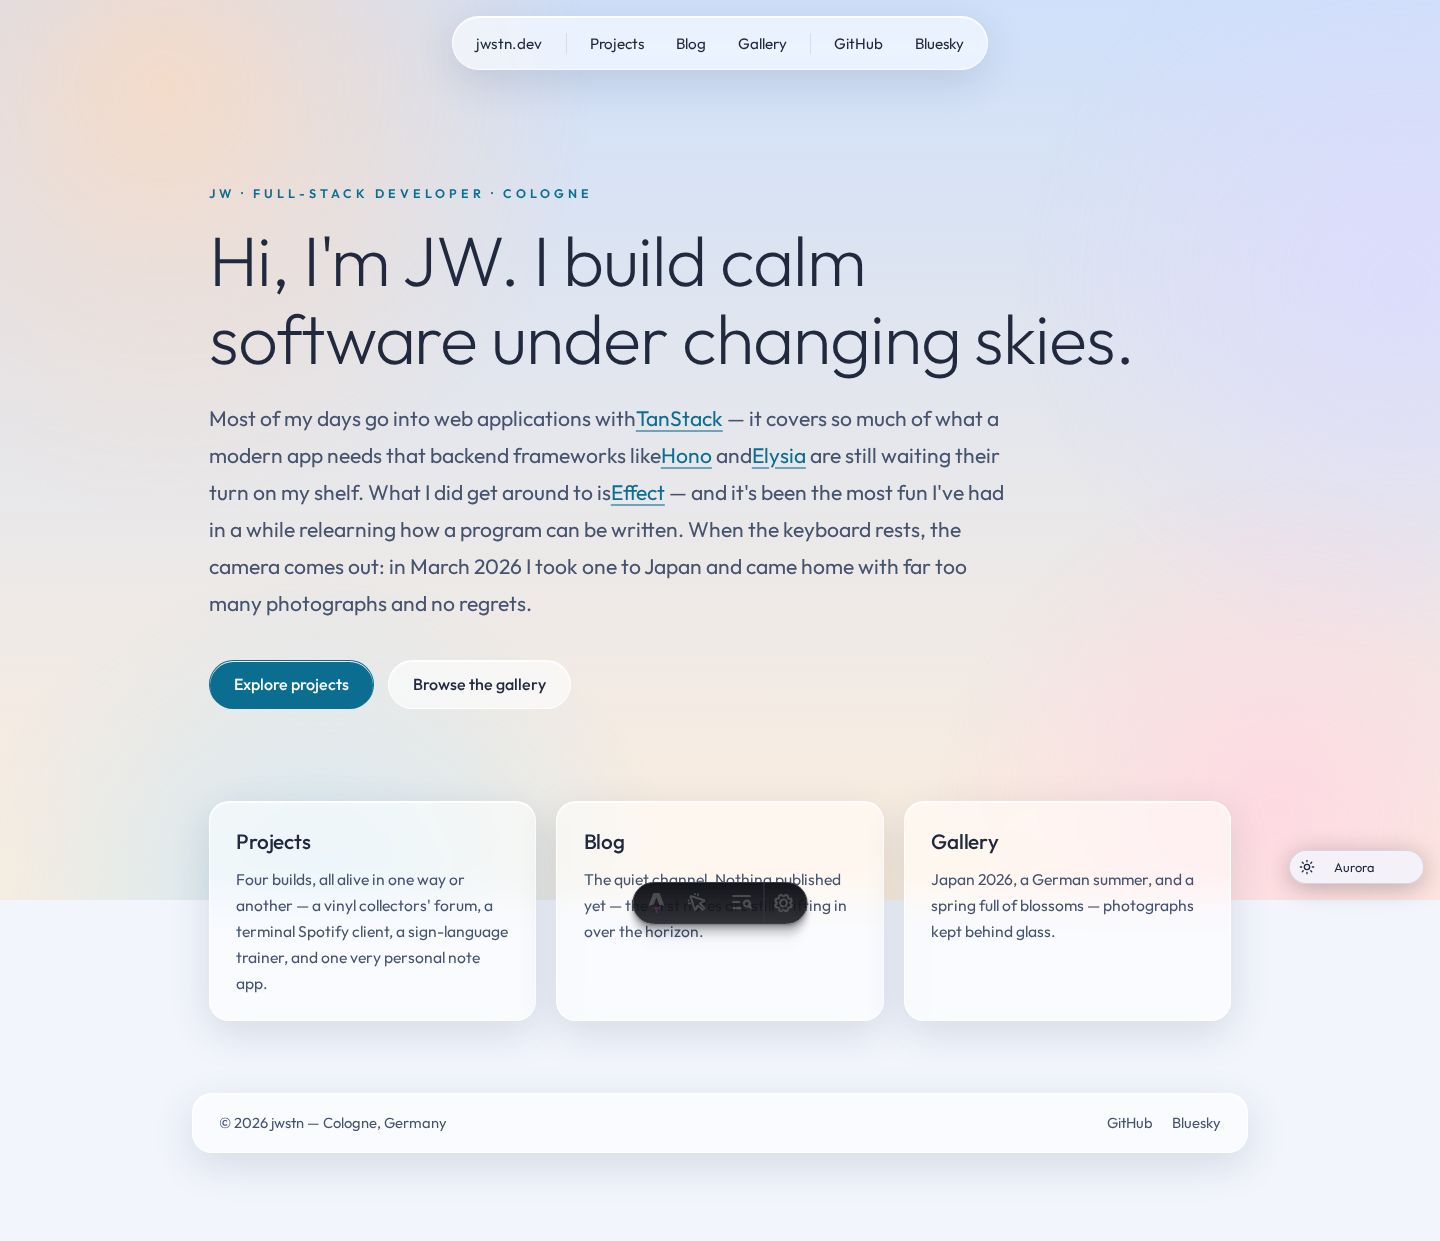 jwstn.dev Projects Blog Gallery GitHub Bluesky
JW · FULL-STACK DEVELOPER · COLOGNE
Hi, I'm JW. I build calm
software under changing skies.
Most of my days go into web applications withTanStack — it covers so much of what a
modern app needs that backend frameworks likeHono andElysia are still waiting their
turn on my shelf. What I did get around to isEffect — and it's been the most fun I've had
in a while relearning how a program can be written. When the keyboard rests, the
camera comes out: in March 2026 I took one to Japan and came home with far too
many photographs and no regrets.
Explore projects Browse the gallery
Projects
Four builds, all alive in one way or
another — a vinyl collectors' forum, a
terminal Spotify client, a sign-language
trainer, and one very personal note
app.
Blog
The quiet channel. Nothing published
yet — in
over the horizon.
Gallery
Japan 2026, a German summer, and a
spring full of blossoms — photographs
kept behind glass.
Aurora
© 2026 jwstn — Cologne, Germany GitHub Bluesky